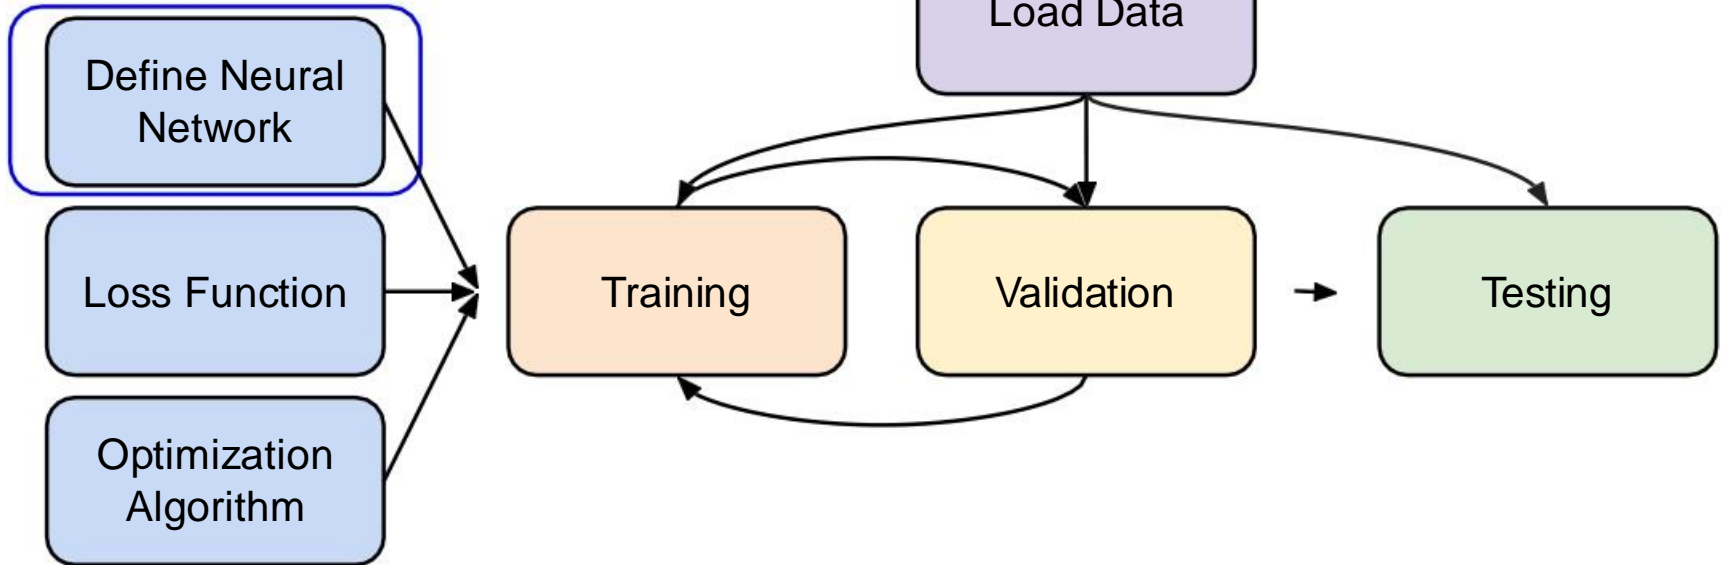 Load Data
Define Neural
Network
Loss Function
Training
Validation
Testing
Optimization
Algorithm